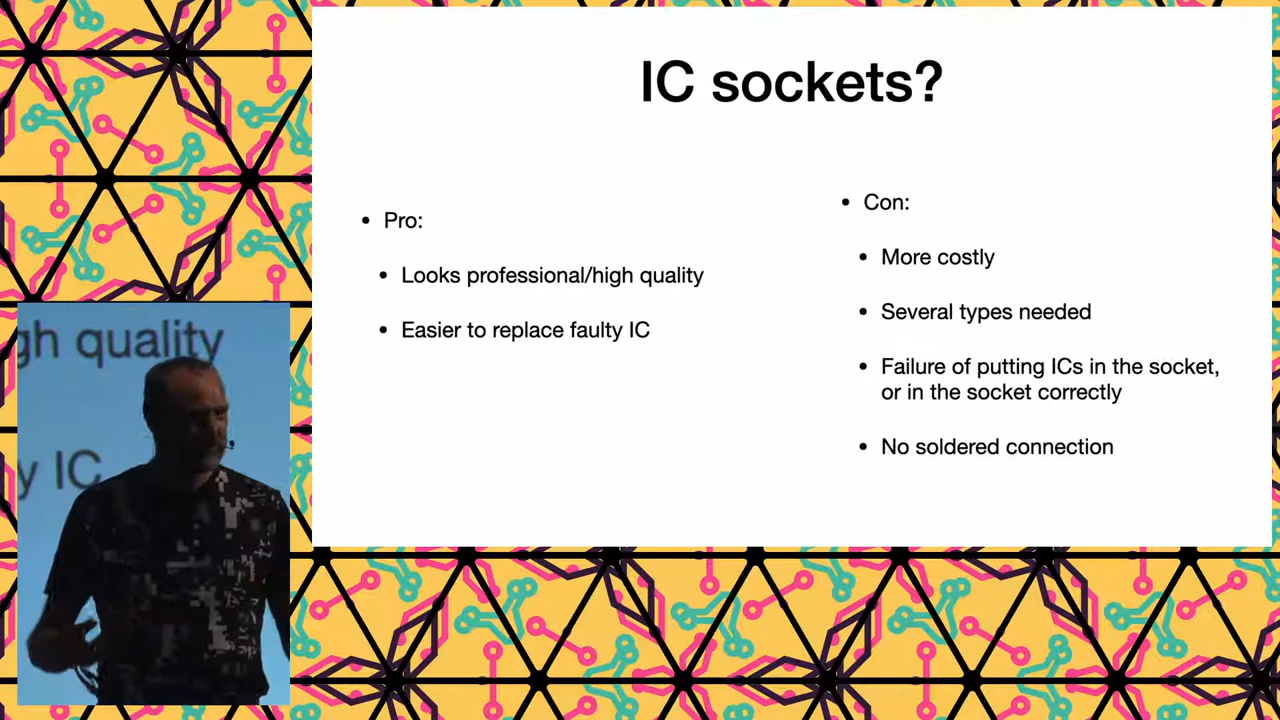 IC sockets?
• Pro:
• Looks professional/high quality
• Easier to replace faulty IC
• Con:
• More costly
• Several types needed
• Failure of putting ICs in the socket,
or in the socket correctly
• No soldered connection
gh quality
y IC